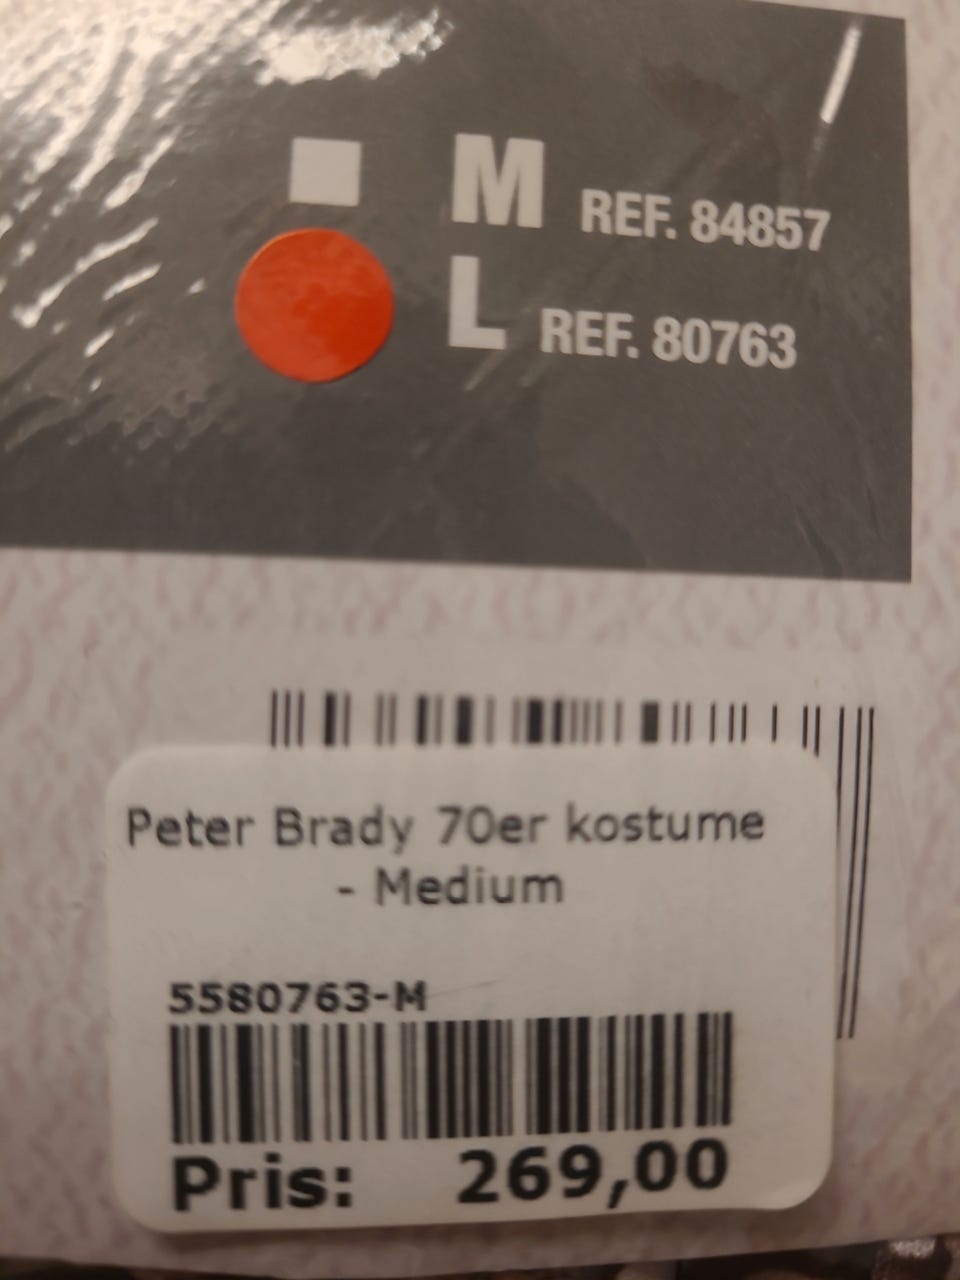 M REF. 84857
L REF. 80763
Peter Brady 70er kostume
- Medium
5580763-M
Pris: 269,00